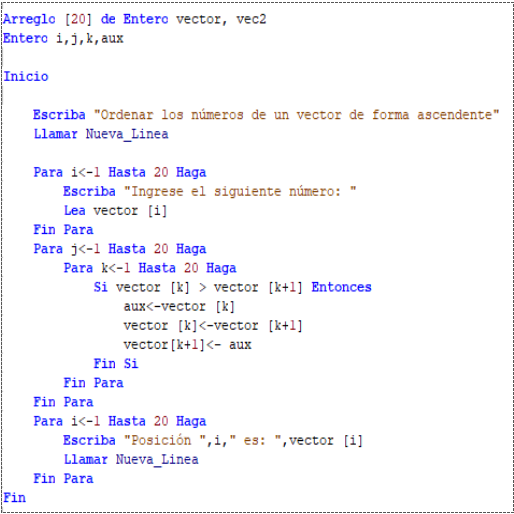 Arreglo [20] de Entero vector, vec2
Entero i,j,k,aux
Inicio
Escriba "Ordenar los números de un vector de forma ascendente"
Llamar Nueva_Linea
Para i<-1 Hasta 20 Haga
Escriba "Ingrese el siguiente número: "
Lea vector [i]
Fin Para
Para j<-1 Hasta 20 Haga
Para k<-1 Hasta 20 Haga
Si vector [k] > vector [k+1] Entonces
aux<-vector [k]
vector [k]<-vector [k+1]
vector[k+1]<- aux
Fin Si
Fin Para
Fin Para
Para i<-1 Hasta 20 Haga
Escriba "Posición ",i," es: ",vector [i]
Llamar Nueva_Linea
Fin Para
Fin